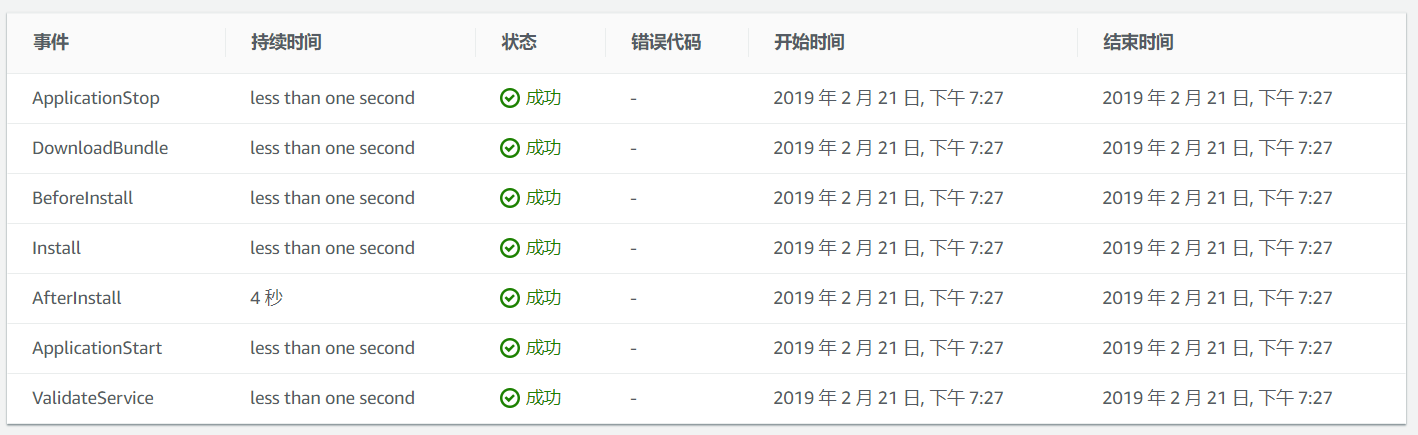 事件 持续时间 状态 错误代码 开始时间 结束时间
ApplicationStop less than one second 成功 - 2019 年 2 月 21 日, 下午 7:27 2019 年 2 月 21 日, 下午 7:27
DownloadBundle less than one second 成功 - 2019 年 2 月 21 日, 下午 7:27 2019 年 2 月 21 日, 下午 7:27
BeforeInstall less than one second 成功 - 2019 年 2 月 21 日, 下午 7:27 2019 年 2 月 21 日, 下午 7:27
Install less than one second 成功 - 2019 年 2 月 21 日, 下午 7:27 2019 年 2 月 21 日, 下午 7:27
AfterInstall 4 秒 成功 - 2019 年 2 月 21 日, 下午 7:27 2019 年 2 月 21 日, 下午 7:27
ApplicationStart less than one second 成功 - 2019 年 2 月 21 日, 下午 7:27 2019 年 2 月 21 日, 下午 7:27
ValidateService less than one second 成功 - 2019 年 2 月 21 日, 下午 7:27 2019 年 2 月 21 日, 下午 7:27